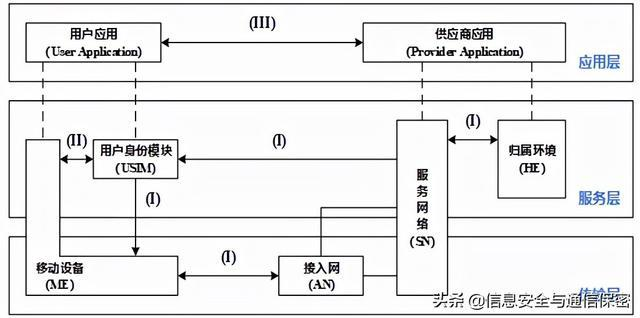 用户应用
(User Application)
(III)
供应商应用
(Provider Application)
应用层
(II)
用户身份模块
(USIM)
(I)
(I)
归属环境
(HE)
(I)
服务网络
(SN)
服务层
移动设备
(ME)
(I)
接入网
(AN)
传输层
头条 @信息安全与通信保密